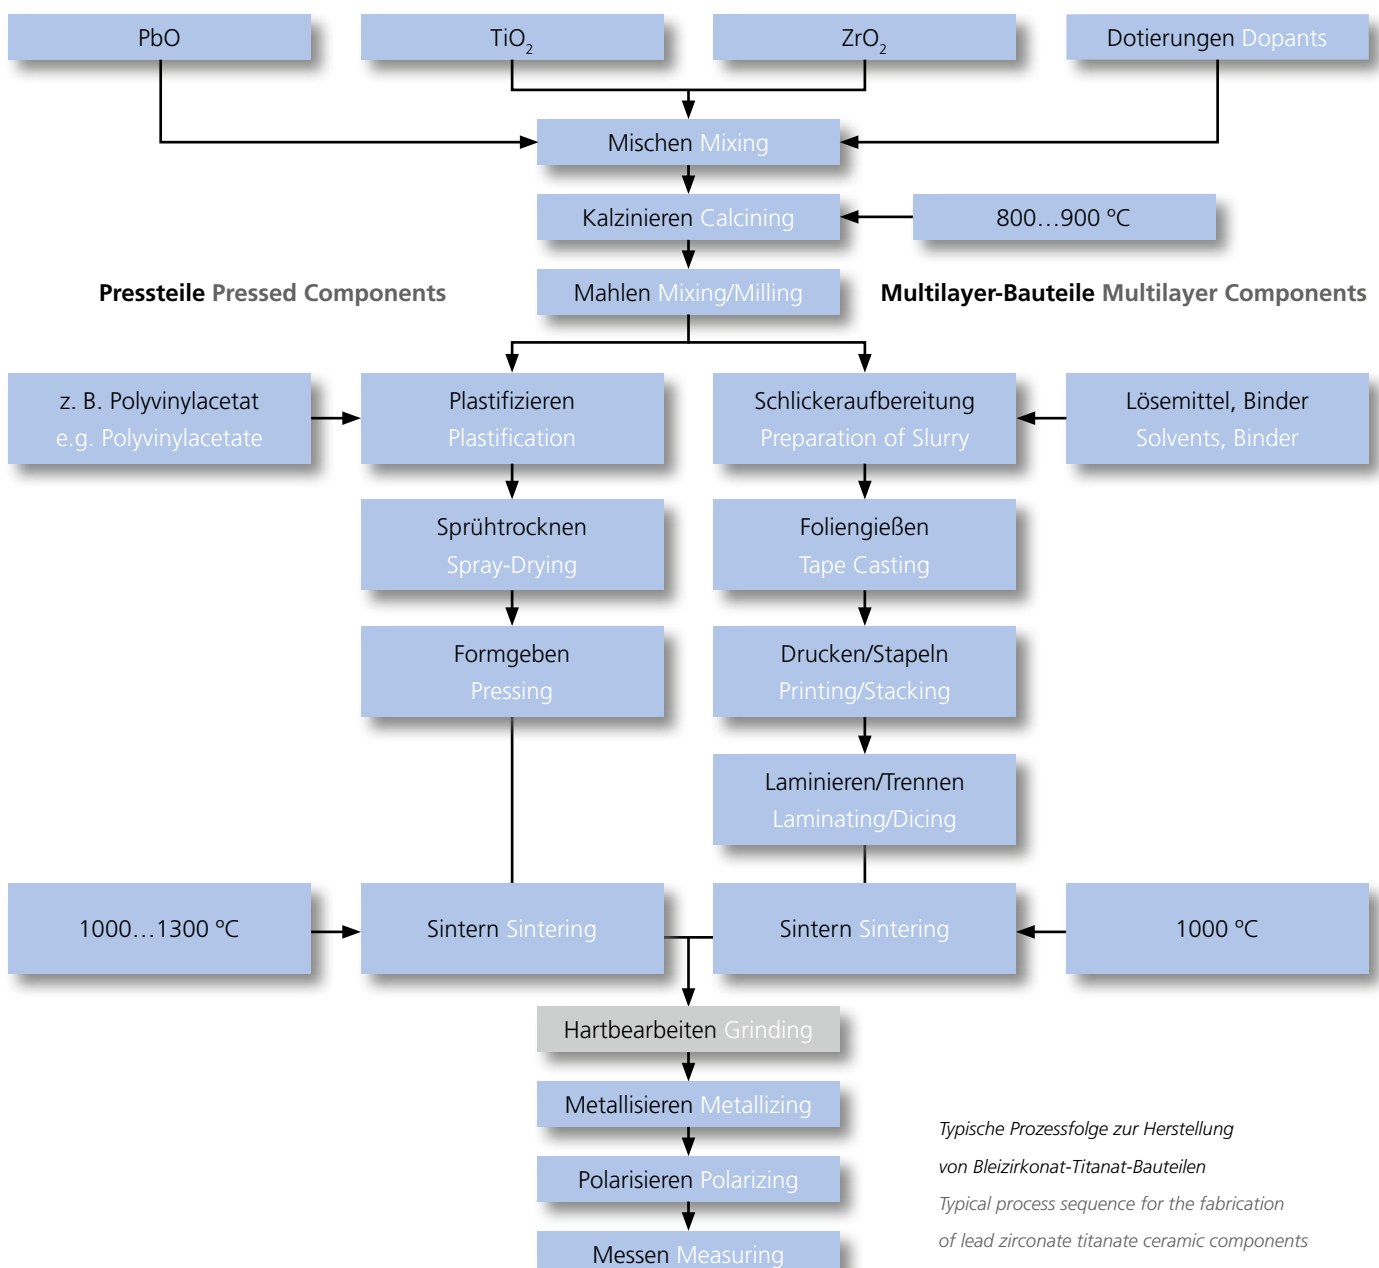 PbO
TiO₂
ZrO₂
Dotierungen Dopants
Mischen Mixing
Kalzinieren Calcining
800…900 ºC
Pressteile Pressed Components
Mahlen Mixing/Milling
Multilayer-Bauteile Multilayer Components
z. B. Polyvinylacetat
e.g. Polyvinylacetate
Plastifizieren
Plastification
Schlickeraufbereitung
Preparation of Slurry
Lösemittel, Binder
Solvents, Binder
Sprühtrocknen
Spray-Drying
Foliengießen
Tape Casting
Formgeben
Pressing
Drucken/Stapeln
Printing/Stacking
Laminieren/Trennen
Laminating/Dicing
1000…1300 ºC
Sintern Sintering
Sintern Sintering
1000 ºC
Hartbearbeiten Grinding
Metallisieren Metallizing
Polarisieren Polarizing
Messen Measuring
Typische Prozessfolge zur Herstellung
von Bleizirkonat-Titanat-Bauteilen
Typical process sequence for the fabrication
of lead zirconate titanate ceramic components